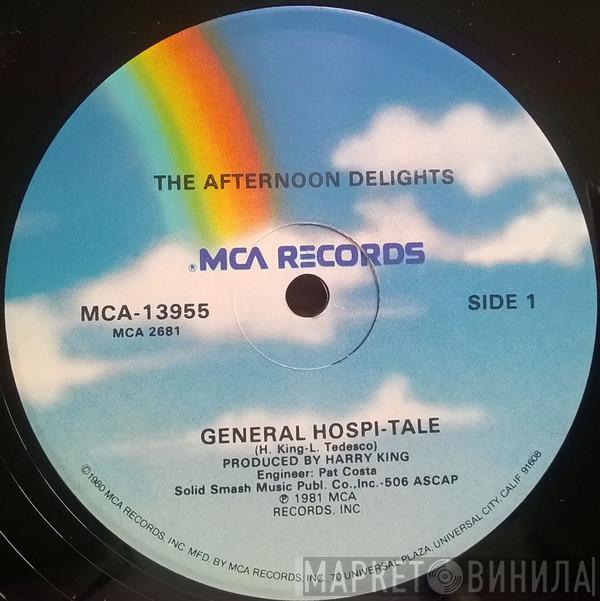 THE AFTERNOON DELIGHTS
®MCA RECORDS
MCA-13955
MCA 2681
SIDE 1
GENERAL HOSPI-TALE
(H. King-L. Tedesco)
PRODUCED BY HARRY KING
Engineer: Pat Costa
Solid Smash Music Publ. Co.,Inc.-506 ASCAP
℗ 1981 MCA
RECORDS, INC.
©1980 MCA RECORDS, INC. MFD. BY MCA RECORDS, INC., 70 UNIVERSAL PLAZA, UNIVERSAL CITY, CALIF. 91608
МАРКЕТ ВИНИЛА